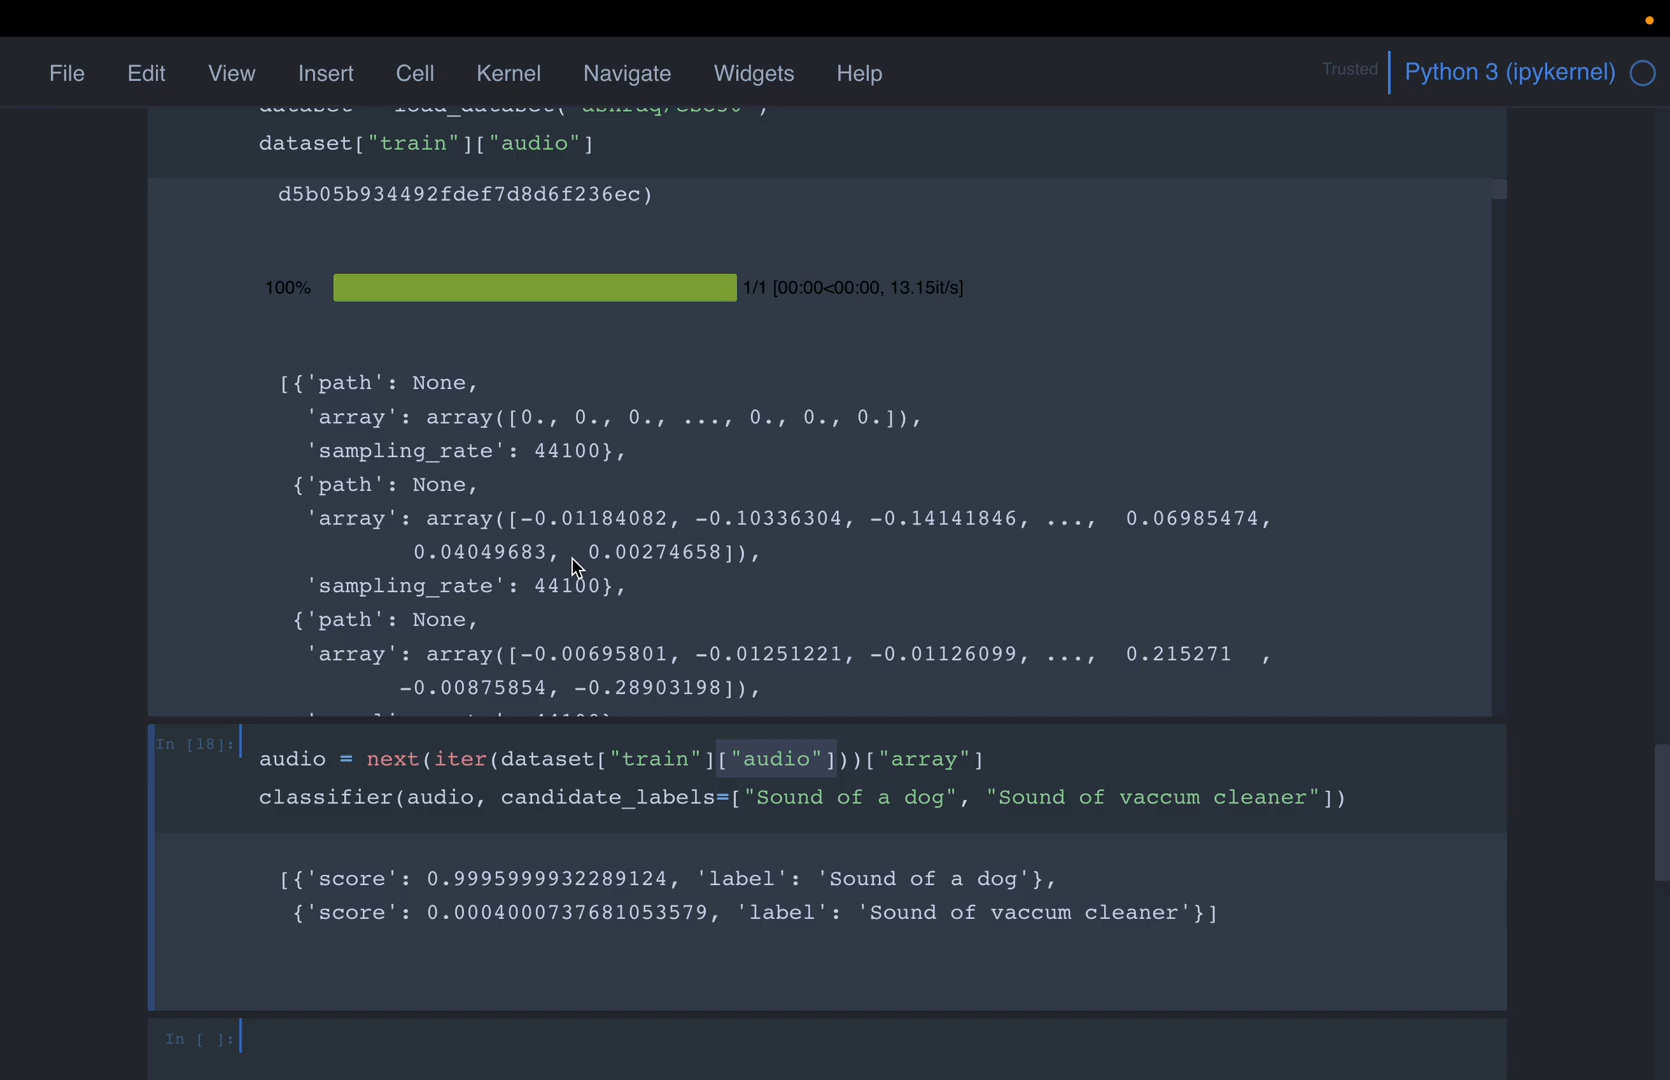 File Edit View Insert Cell Kernel Navigate Widgets Help Trusted Python 3 (ipykernel)
dataset["train"]["audio"]
d5b05b934492fdef7d8d6f236ec)
100% 1/1 [00:00<00:00, 13.15it/s]
[{'path': None,
'array': array([0., 0., 0., ..., 0., 0., 0.]),
'sampling_rate': 44100},
{'path': None,
'array': array([-0.01184082, -0.10336304, -0.14141846, ..., 0.06985474,
0.04049683, 0.00274658]),
'sampling_rate': 44100},
{'path': None,
'array': array([-0.00695801, -0.01251221, -0.01126099, ..., 0.215271 ,
-0.00875854, -0.28903198]),
In [18]:
audio = next(iter(dataset["train"]["audio"]))["array"]
classifier(audio, candidate_labels=["Sound of a dog", "Sound of vaccum cleaner"])
[{'score': 0.9995999932289124, 'label': 'Sound of a dog'},
{'score': 0.0004000737681053579, 'label': 'Sound of vaccum cleaner'}]
In [ ]: